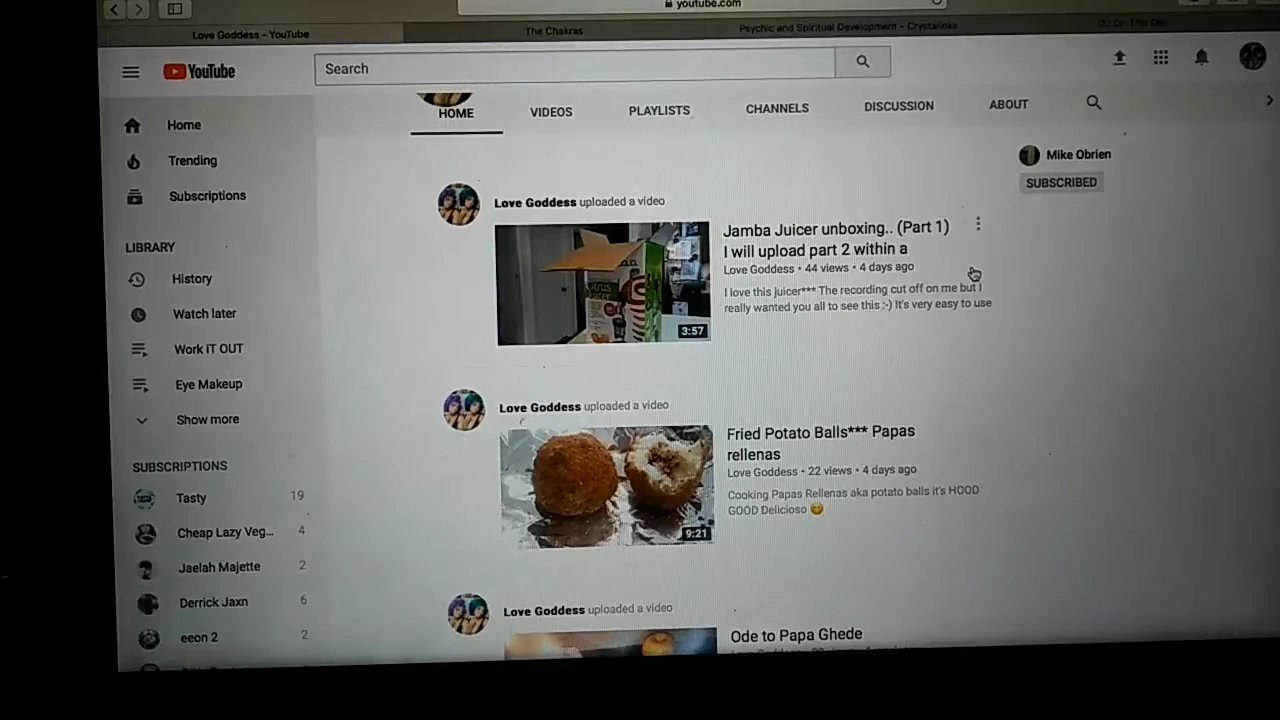 youtube.com
Love Goddess - YouTube
The Chakras
Psychic and Spiritual Development - Crystalinks
YouTube
Search
HOME
VIDEOS
PLAYLISTS
CHANNELS
DISCUSSION
ABOUT
Home
Trending
Subscriptions
LIBRARY
History
Watch later
Work iT OUT
Eye Makeup
Show more
SUBSCRIPTIONS
Tasty 19
Cheap Lazy Veg... 4
Jaelah Majette 2
Derrick Jaxn 6
eeon 2 2
Mike Obrien
SUBSCRIBED
Love Goddess uploaded a video
citrus
juicer
3:57
Jamba Juicer unboxing.. (Part 1)
I will upload part 2 within a
Love Goddess • 44 views • 4 days ago
I love this juicer*** The recording cut off on me but I
really wanted you all to see this :-) It's very easy to use
Love Goddess uploaded a video
9:21
Fried Potato Balls*** Papas
rellenas
Love Goddess • 22 views • 4 days ago
Cooking Papas Rellenas aka potato balls it's HOOD
GOOD Delicioso 😋
Love Goddess uploaded a video
Ode to Papa Ghede